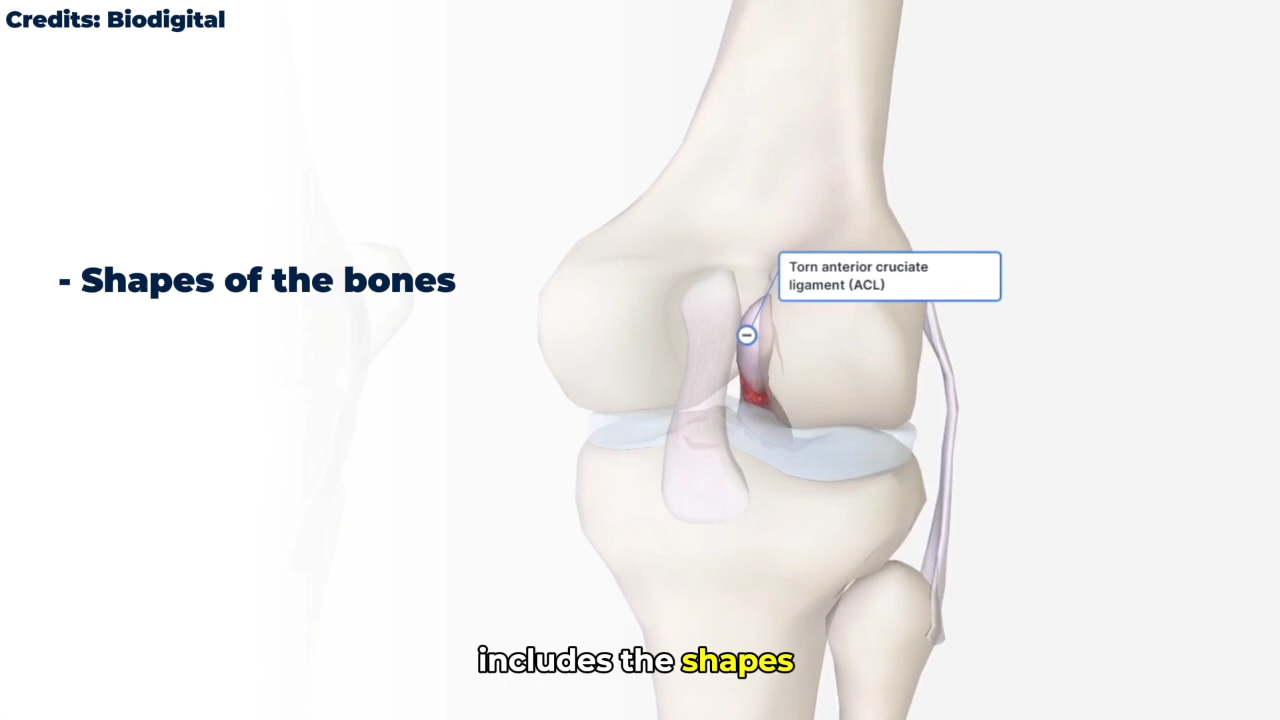 Credits: Biodigital
- Shapes of the bones
Torn anterior cruciate
ligament (ACL)
includes the shapes